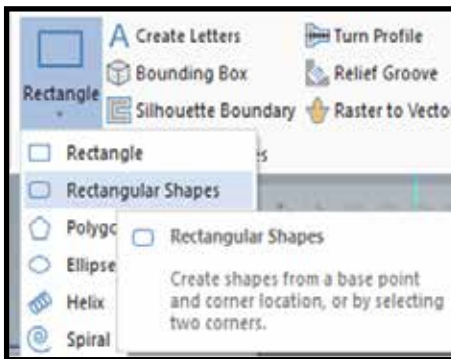 Create Letters
Turn Profile
Bounding Box
Relief Groove
Rectangle
Silhouette Boundary
Raster to Vecto
Rectangle
Rectangular Shapes
Polygo
Rectangular Shapes
Ellipse
Create shapes from a base point
and corner location, or by selecting
two corners.
Helix
Spiral